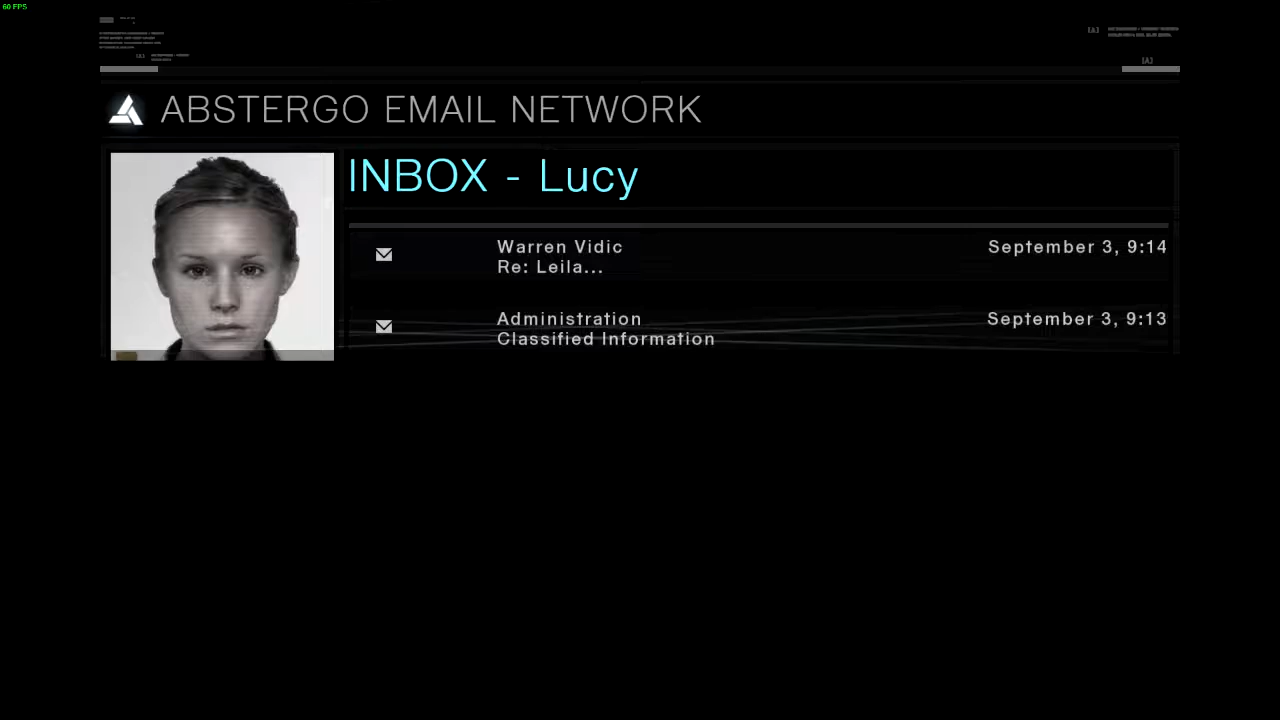 60 FPS
[A]
[A]
ABSTERGO EMAIL NETWORK
INBOX - Lucy
Warren Vidic
September 3, 9:14
Re: Leila...
Administration
September 3, 9:13
Classified Information